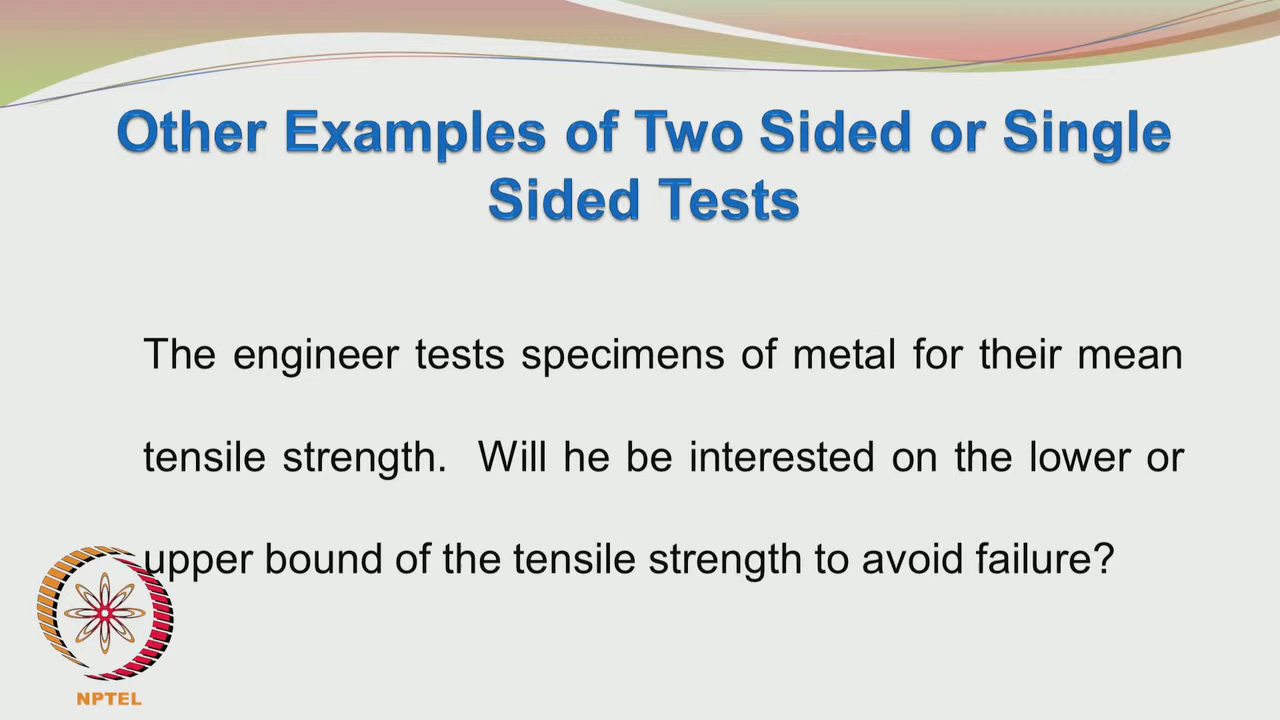 Other Examples of Two Sided or Single
Sided Tests
The engineer tests specimens of metal for their mean
tensile strength. Will he be interested on the lower or
upper bound of the tensile strength to avoid failure?
NPTEL